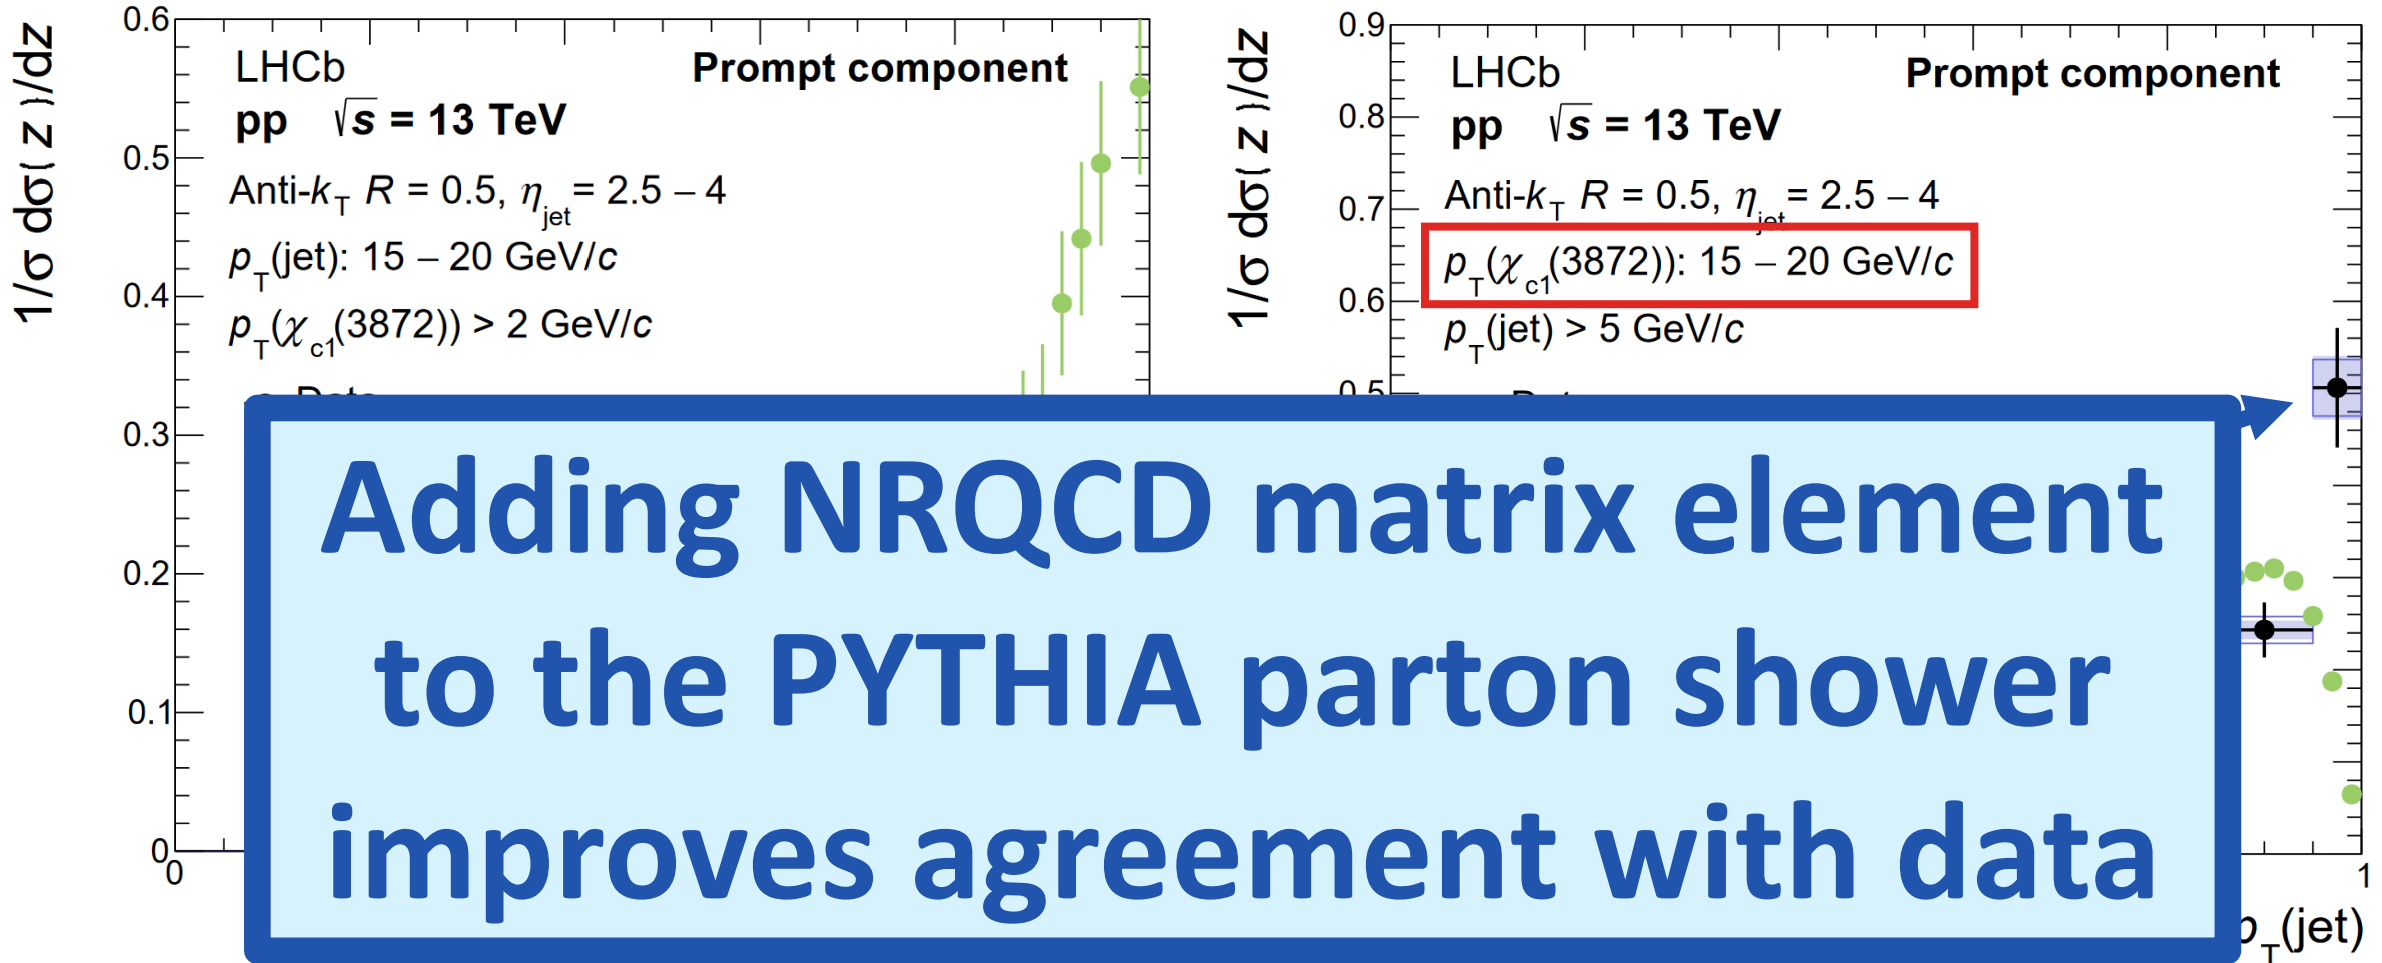 1/σ dσ( z )/dz
0.6
0.5
0.4
0.3
0.2
0.1
0
0
LHCb
Prompt component
pp √s = 13 TeV
Anti-kT R = 0.5, ηjet = 2.5 – 4
pT(jet): 15 – 20 GeV/c
pT(χc1(3872)) > 2 GeV/c
1/σ dσ( z )/dz
0.9
0.8
0.7
0.6
0.5
LHCb
Prompt component
pp √s = 13 TeV
Anti-kT R = 0.5, ηjet = 2.5 – 4
pT(χc1(3872)): 15 – 20 GeV/c
pT(jet) > 5 GeV/c
1
pT(jet)
Adding NRQCD matrix element
to the PYTHIA parton shower
improves agreement with data